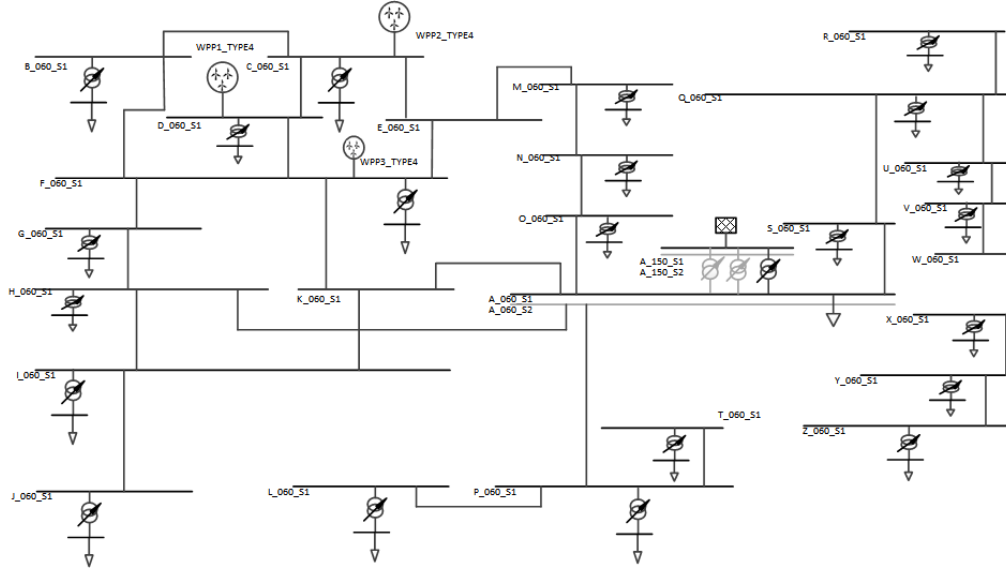 WPP2_TYPE4
R_060_S1
WPP1_TYPE4
B_060_S1
C_060_S1
M_060_S1
Q_060_S1
D_060_S1
E_060_S1
WPP3_TYPE4
N_060_S1
U_060_S1
F_060_S1
V_060_S1
O_060_S1
G_060_S1
S_060_S1
A_150_S1
A_150_S2
W_060_S1
H_060_S1
K_060_S1
A_060_S1
A_060_S2
X_060_S1
I_060_S1
Y_060_S1
T_060_S1
Z_060_S1
J_060_S1
L_060_S1
P_060_S1